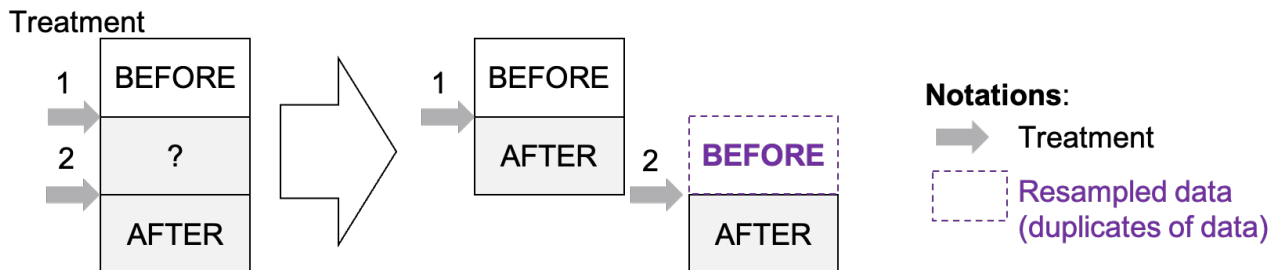 Treatment
1
BEFORE
2
?
AFTER
1
BEFORE
AFTER
2
BEFORE
AFTER
Notations:
Treatment
Resampled data
(duplicates of data)